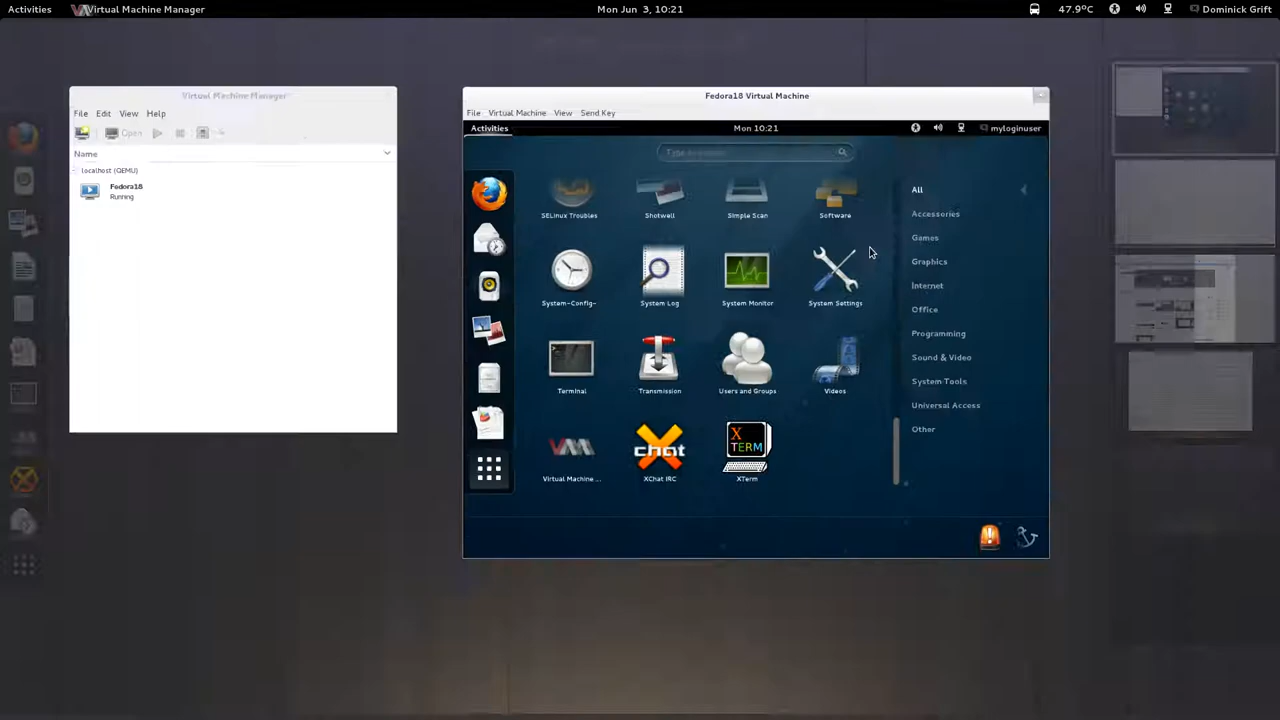 Activities
Virtual Machine Manager
Mon Jun 3, 10:21
47.9°C
Dominick Grift
Virtual Machine Manager
File Edit View Help
Open
Name
localhost (QEMU)
Fedora18
Running
Fedora18 Virtual Machine
File Virtual Machine View Send Key
Activities
Mon 10:21
myloginuser
SELinux Troubles
Shotwell
Simple Scan
Software
System-Config-
System Log
System Monitor
System Settings
Terminal
Transmission
Users and Groups
Videos
X TERM
chat
Virtual Machine ...
XChat IRC
XTerm
All
Accessories
Games
Graphics
Internet
Office
Programming
Sound & Video
System Tools
Universal Access
Other